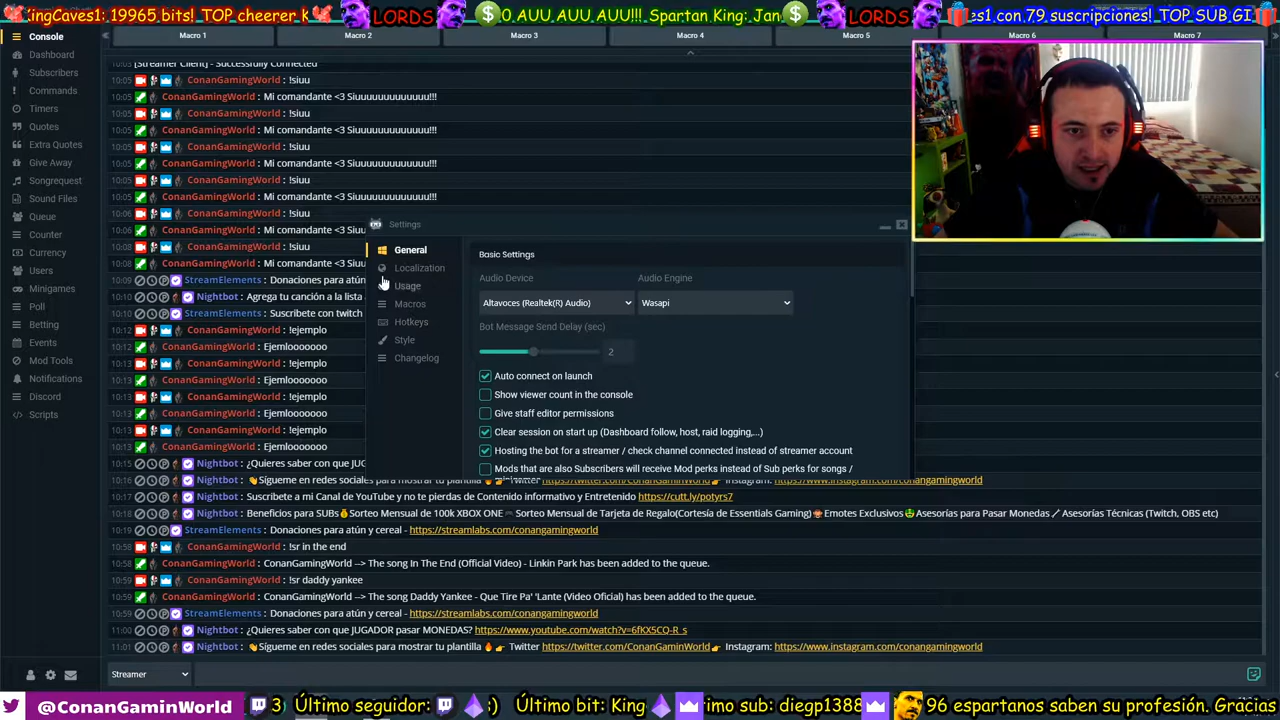 KingCaves1: 19965 bits! TOP cheerer
LORDS
O,AUU,AUU,AUU!!! Spartan King: Jan
LORDS
es1 con 79 suscripciones! TOP SUB GI
Console
Dashboard
Subscribers
Commands
Timers
Quotes
Extra Quotes
Give Away
Songrequest
Sound Files
Queue
Counter
Currency
Users
Minigames
Poll
Betting
Events
Mod Tools
Notifications
Discord
Scripts
Macro 1
Macro 2
Macro 3
Macro 4
Macro 5
Macro 6
Macro 7
10:03 [Streamer Client] - Successfully Connected
10:05 ConanGamingWorld : !siuu
10:05 ConanGamingWorld : Mi comandante <3 Siuuuuuuuuuuuuu!!!
10:05 ConanGamingWorld : !siuu
10:05 ConanGamingWorld : Mi comandante <3 Siuuuuuuuuuuuuu!!!
10:05 ConanGamingWorld : !siuu
10:05 ConanGamingWorld : Mi comandante <3 Siuuuuuuuuuuuuu!!!
10:05 ConanGamingWorld : !siuu
10:05 ConanGamingWorld : Mi comandante <3 Siuuuuuuuuuuuuu!!!
10:06 ConanGamingWorld : !siuu
10:06 ConanGamingWorld : Mi comandante <3
10:08 ConanGamingWorld : !siuu
10:08 ConanGamingWorld : Mi comandante <3
10:09 StreamElements : Donaciones para atún
10:10 Nightbot : Agrega tu canción a la lista
10:10 StreamElements : Suscribete con twitch
10:12 ConanGamingWorld : !ejemplo
10:12 ConanGamingWorld : Ejemlooooooo
10:13 ConanGamingWorld : !ejemplo
10:13 ConanGamingWorld : Ejemlooooooo
10:13 ConanGamingWorld : !ejemplo
10:13 ConanGamingWorld : Ejemlooooooo
10:13 ConanGamingWorld : !ejemplo
10:13 ConanGamingWorld : Ejemlooooooo
10:15 Nightbot : ¿Quieres saber con que JUG
10:16 Nightbot : 👋Sígueme en redes sociales para mostrar tu plantilla 🔥 👉 Twitter https://twitter.com/ConanGaminWorld👉 Instagram: https://www.instagram.com/conangamingworld
10:17 Nightbot : Suscribete a mi Canal de YouTube y no te pierdas de Contenido informativo y Entretenido https://cutt.ly/potyrs7
10:18 Nightbot : Beneficios para SUBs💰Sorteo Mensual de 100k XBOX ONE🎮Sorteo Mensual de Tarjeta de Regalo(Cortesía de Essentials Gaming) Emotes Exclusivos Asesorías para Pasar Monedas Asesorías Técnicas (Twitch, OBS etc)
10:19 StreamElements : Donaciones para atún y cereal - https://streamlabs.com/conangamingworld
10:58 ConanGamingWorld : !sr in the end
10:58 ConanGamingWorld : ConanGamingWorld --> The song In The End (Official Video) - Linkin Park has been added to the queue.
10:59 ConanGamingWorld : !sr daddy yankee
10:59 ConanGamingWorld : ConanGamingWorld --> The song Daddy Yankee - Que Tire Pa' 'Lante (Video Oficial) has been added to the queue.
10:59 StreamElements : Donaciones para atún y cereal - https://streamlabs.com/conangamingworld
11:00 Nightbot : ¿Quieres saber con que JUGADOR pasar MONEDAS? https://www.youtube.com/watch?v=6fKX5CQ-R_s
11:01 Nightbot : 👋Sígueme en redes sociales para mostrar tu plantilla 🔥 👉 Twitter https://twitter.com/ConanGaminWorld👉 Instagram: https://www.instagram.com/conangamingworld
Settings
General
Localization
Usage
Macros
Hotkeys
Style
Changelog
Basic Settings
Audio Device
Audio Engine
Altavoces (Realtek(R) Audio)
Wasapi
Bot Message Send Delay (sec)
2
Auto connect on launch
Show viewer count in the console
Give staff editor permissions
Clear session on start up (Dashboard follow, host, raid logging,...)
Hosting the bot for a streamer / check channel connected instead of streamer account
Mods that are also Subscribers will receive Mod perks instead of Sub perks for songs /
Streamer
@ConanGaminWorld
3)
Último seguidor:
:)
Último bit: King
imo sub: diegp1388
96 espartanos saben su profesión. Gracias